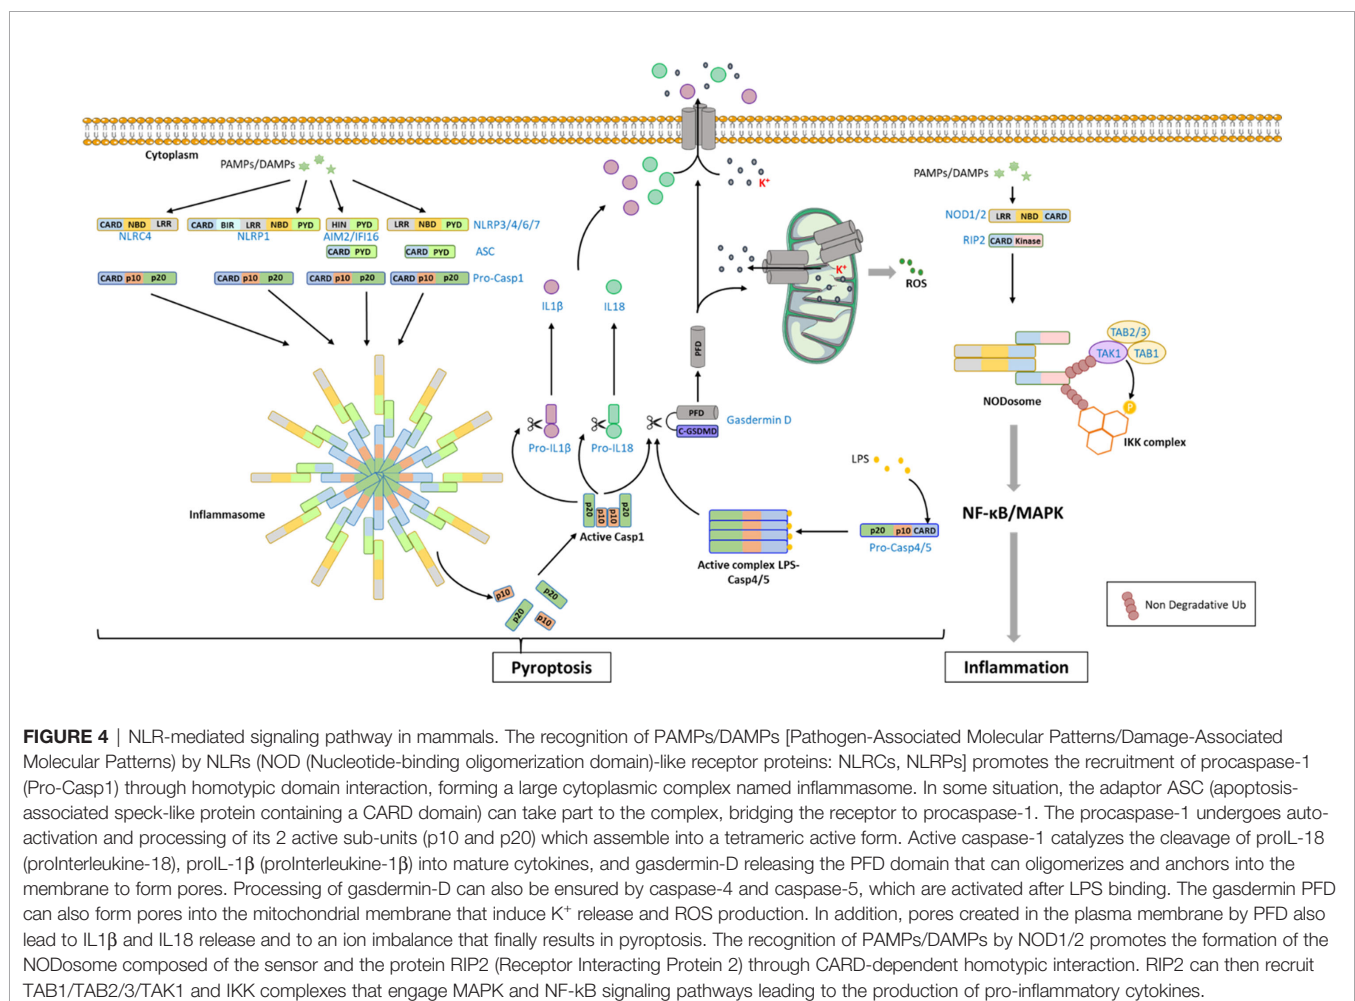 Cytoplasm
PAMPs/DAMPs
CARD NBD LRR
NLRC4
CARD BIR LRR NBD PYD
NLRP1
HIN PYD
AIM2/IFI16
LRR NBD PYD
NLRP3/4/6/7
CARD PYD
CARD PYD
ASC
CARD p10 p20
CARD p10 p20
CARD p10 p20
CARD p10 p20
Pro-Casp1
Inflammasome
p10
p20
p20
p10
p20
p10
p10
p20
Active Casp1
IL1β
IL18
Pro-IL1β
Pro-IL18
K+
K+
ROS
PFD
PFD
C-GSDMD
Gasdermin D
LPS
p20 p10 CARD
Pro-Casp4/5
Active complex LPS-
Casp4/5
Pyroptosis
PAMPs/DAMPs
NOD1/2
LRR NBD CARD
RIP2
CARD Kinase
TAB2/3
TAK1
TAB1
NODosome
P
IKK complex
NF-κB/MAPK
Non Degradative Ub
Inflammation
FIGURE 4 | NLR-mediated signaling pathway in mammals. The recognition of PAMPs/DAMPs [Pathogen-Associated Molecular Patterns/Damage-Associated
Molecular Patterns) by NLRs (NOD (Nucleotide-binding oligomerization domain)-like receptor proteins: NLRCs, NLRPs] promotes the recruitment of procaspase-1
(Pro-Casp1) through homotypic domain interaction, forming a large cytoplasmic complex named inflammasome. In some situation, the adaptor ASC (apoptosis-
associated speck-like protein containing a CARD domain) can take part to the complex, bridging the receptor to procaspase-1. The procaspase-1 undergoes auto-
activation and processing of its 2 active sub-units (p10 and p20) which assemble into a tetrameric active form. Active caspase-1 catalyzes the cleavage of proIL-18
(proInterleukine-18), proIL-1β (proInterleukine-1β) into mature cytokines, and gasdermin-D releasing the PFD domain that can oligomerizes and anchors into the
membrane to form pores. Processing of gasdermin-D can also be ensured by caspase-4 and caspase-5, which are activated after LPS binding. The gasdermin PFD
can also form pores into the mitochondrial membrane that induce K+ release and ROS production. In addition, pores created in the plasma membrane by PFD also
lead to IL1β and IL18 release and to an ion imbalance that finally results in pyroptosis. The recognition of PAMPs/DAMPs by NOD1/2 promotes the formation of the
NODosome composed of the sensor and the protein RIP2 (Receptor Interacting Protein 2) through CARD-dependent homotypic interaction. RIP2 can then recruit
TAB1/TAB2/3/TAK1 and IKK complexes that engage MAPK and NF-kB signaling pathways leading to the production of pro-inflammatory cytokines.